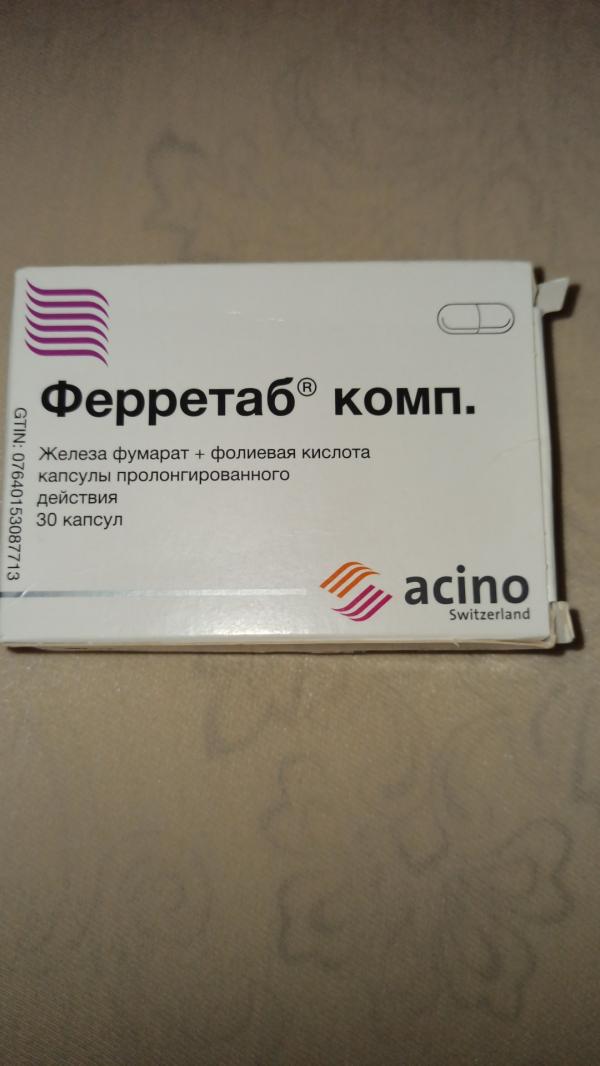 Ферретаб® комп.
Железа фумарат + фолиевая кислота
капсулы пролонгированного
действия
30 капсул
GTIN: 07640153087713
acino
Switzerland